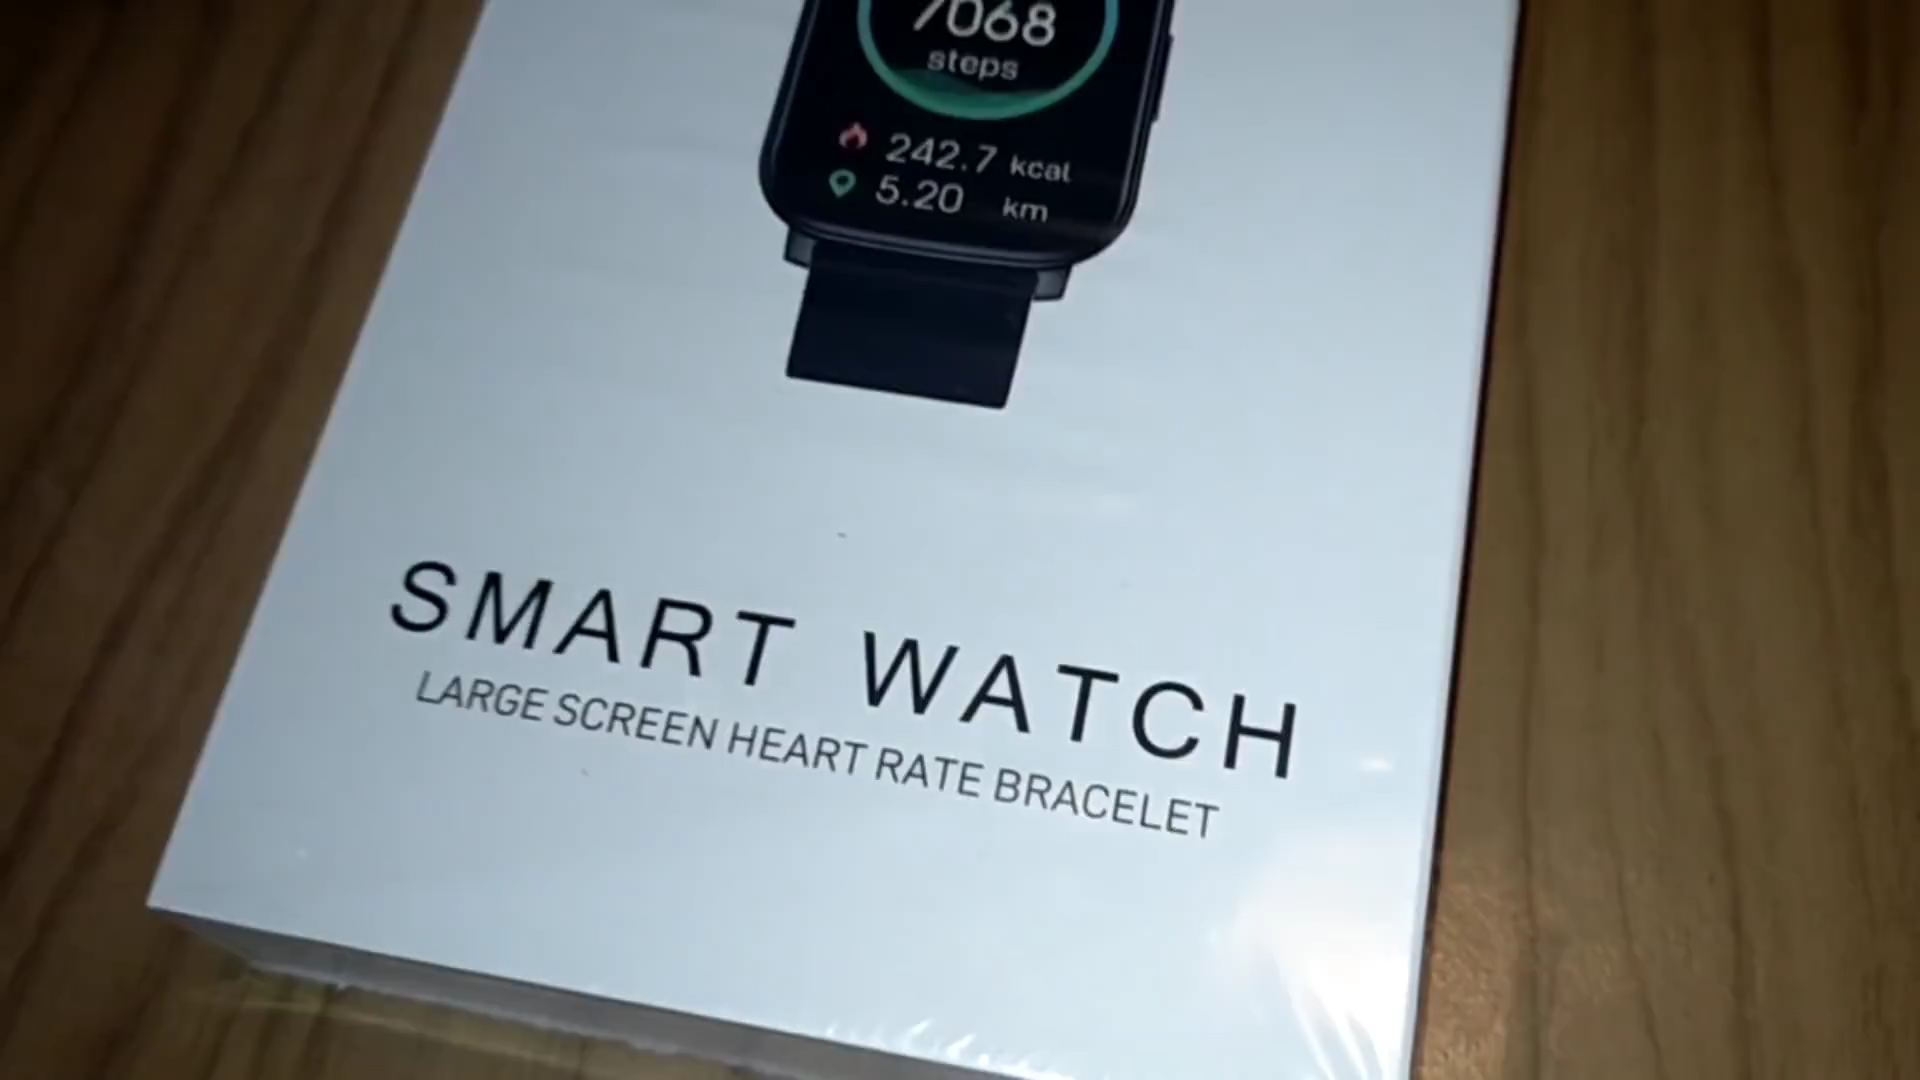 7068
steps
242.7 kcal
5.20 km
SMART WATCH
LARGE SCREEN HEART RATE BRACELET